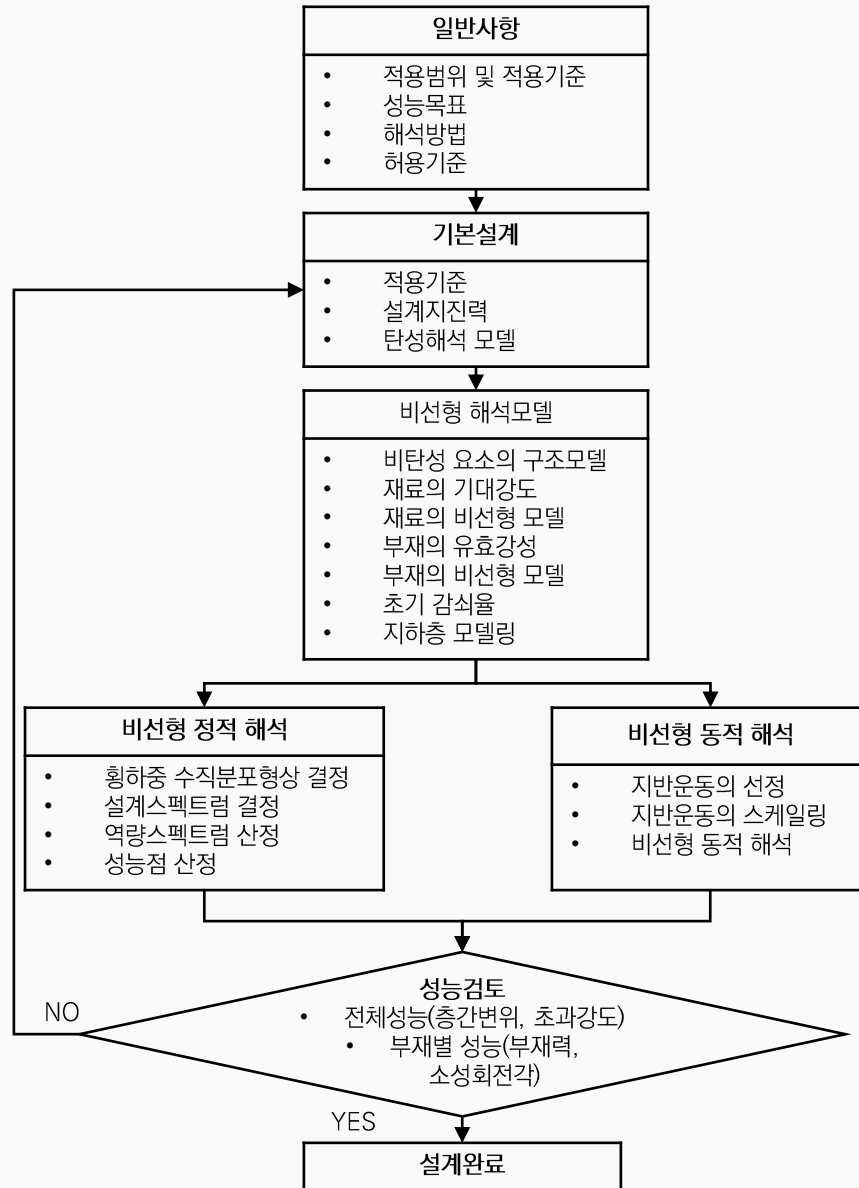 일반사항
• 적용범위 및 적용기준
• 성능목표
• 해석방법
• 허용기준
기본설계
• 적용기준
• 설계지진력
• 탄성해석 모델
비선형 해석모델
• 비탄성 요소의 구조모델
• 재료의 기대강도
• 재료의 비선형 모델
• 부재의 유효강성
• 부재의 비선형 모델
• 초기 감쇠율
• 지하층 모델링
비선형 정적 해석
• 횡하중 수직분포형상 결정
• 설계스펙트럼 결정
• 역량스펙트럼 산정
• 성능점 산정
비선형 동적 해석
• 지반운동의 선정
• 지반운동의 스케일링
• 비선형 동적 해석
성능검토
• 전체성능(층간변위, 초과강도)
• 부재별 성능(부재력,
소성회전각)
NO
YES
설계완료